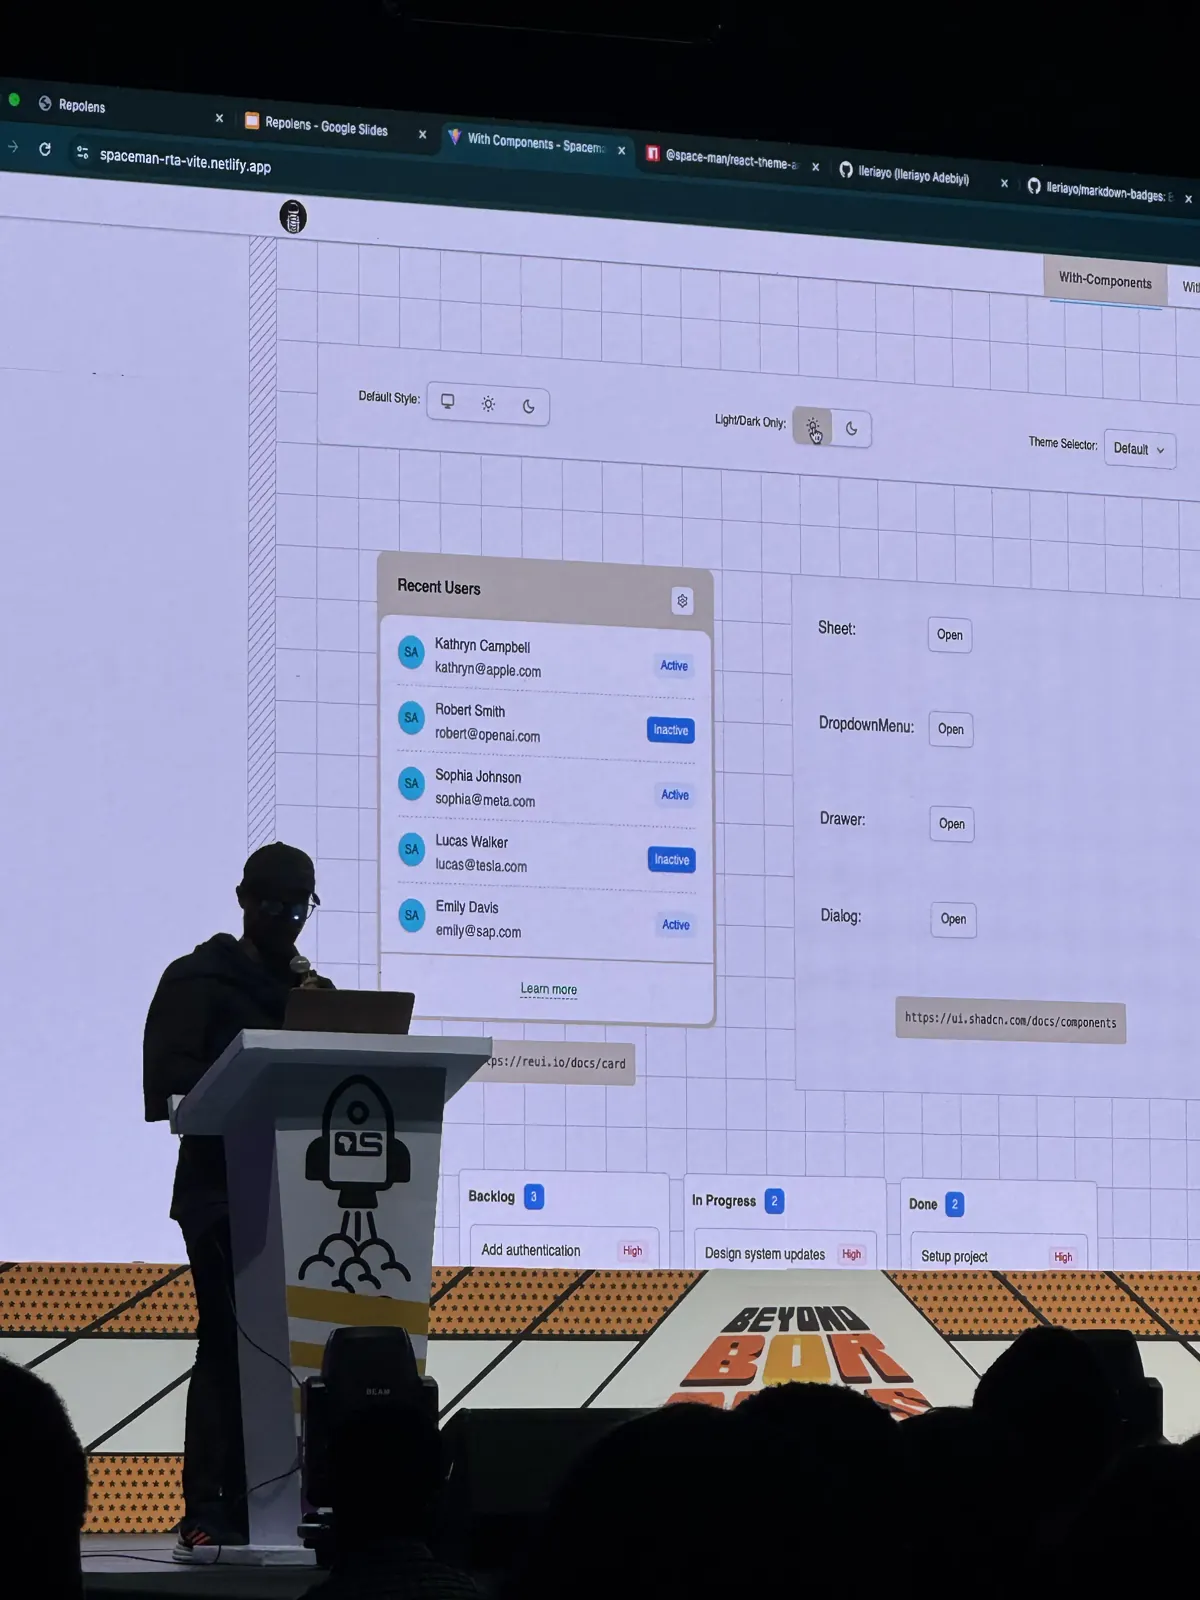 Repolens
Repolens - Google Slides
With Components - Spacem
@space-man/react-theme-a
Ileriayo (Ileriayo Adebiyi)
Ileriayo/markdown-badges:
spaceman-rta-vite.netlify.app
With-Components
Wit
Default Style:
Light/Dark Only:
Theme Selector:
Default
Recent Users
SA
Kathryn Campbell
kathryn@apple.com
Active
SA
Robert Smith
robert@openai.com
Inactive
SA
Sophia Johnson
sophia@meta.com
Active
SA
Lucas Walker
lucas@tesla.com
Inactive
SA
Emily Davis
emily@sap.com
Active
Learn more
tps://reui.io/docs/card
Sheet:
Open
DropdownMenu:
Open
Drawer:
Open
Dialog:
Open
https://ui.shadcn.com/docs/components
Backlog 3
Add authentication High
In Progress 2
Design system updates High
Done 2
Setup project High
OS
BEYOND
BOR
BEAM